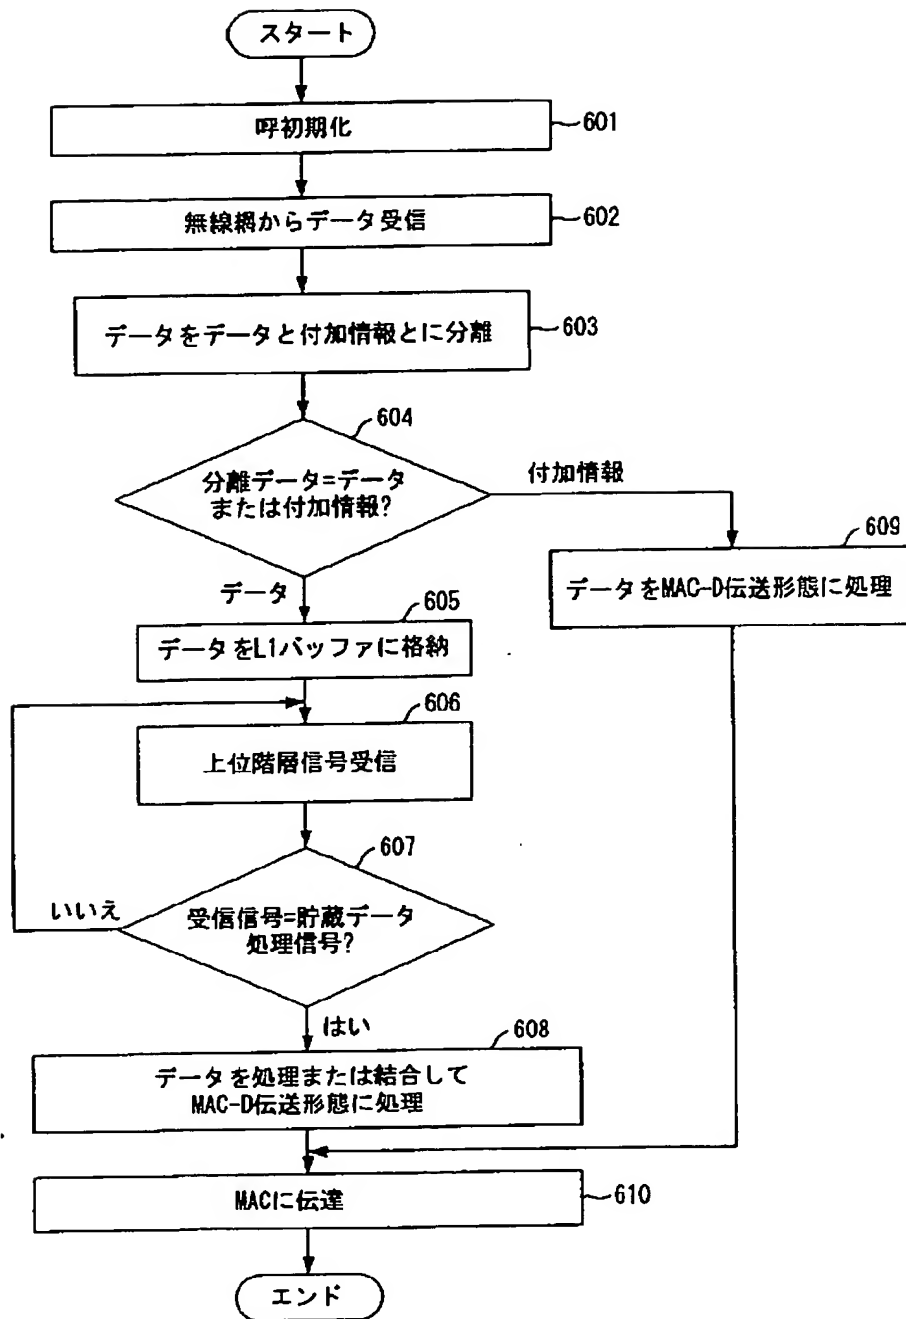 スタート
呼初期化
601
無線網からデータ受信
602
データをデータと付加情報とに分離
603
604
分離データ=データ
または付加情報?
付加情報
データ
609
データをMAC-D伝送形態に処理
605
データをL1バッファに格納
606
上位階層信号受信
607
いいえ
受信信号=貯蔵データ
処理信号?
はい
608
データを処理または結合して
MAC-D伝送形態に処理
MACに伝達
610
エンド